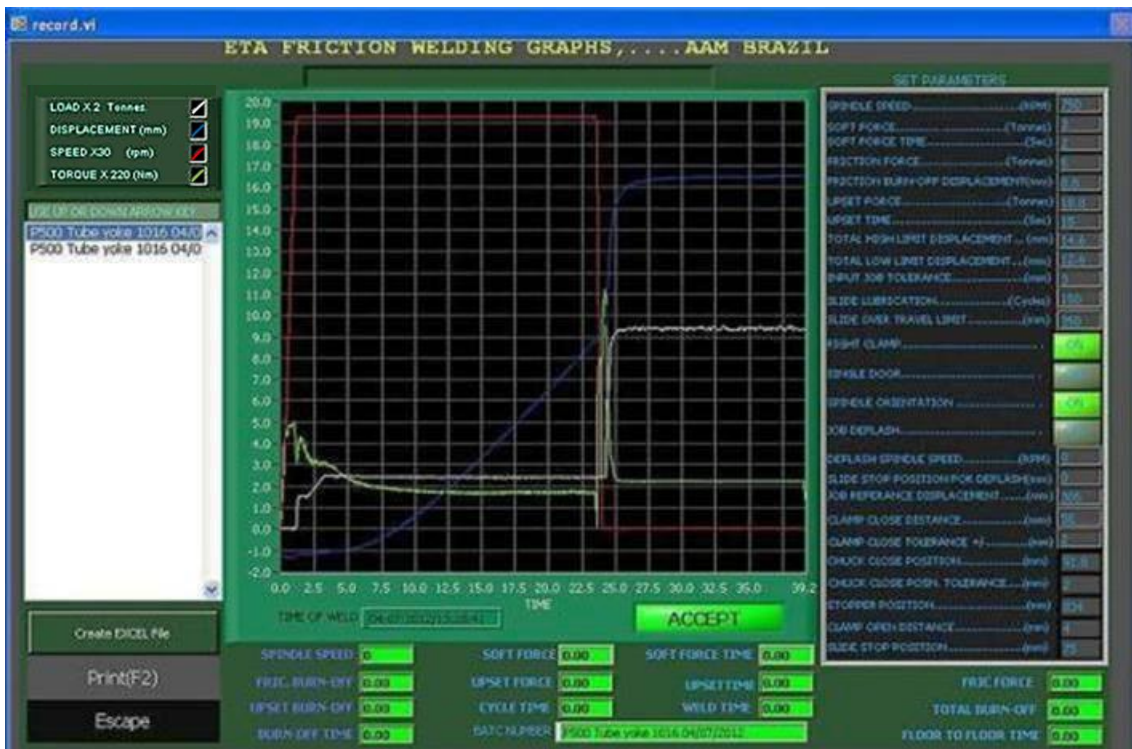 record.vi
ETA FRICTION WELDING GRAPHS,....AAM BRAZIL
LOAD X 2 Tonnes
DISPLACEMENT (mm)
SPEED X30 (rpm)
TORQUE X 220 (Nm)
USE UP OR DOWN ARROW KEY
P500 Tube yoke 1016 04/0
P500 Tube yoke 1016 04/0
Create EXCEL File
Print(F2)
Escape
20.0
19.0
18.0
17.0
16.0
15.0
14.0
13.0
12.0
11.0
10.0
9.0
8.0
7.0
6.0
5.0
4.0
3.0
2.0
1.0
0.0
-1.0
-2.0
0.0 2.5 5.0 7.5 10.0 12.5 15.0 17.5 20.0 22.5 25.0 27.5 30.0 32.5 35.0 39.2
TIME
TIME OF WELD
ACCEPT
SET PARAMETERS
SPINDLE SPEED (RPM) 750
SOFT FORCE (Tonnes)
SOFT FORCE TIME (Sec)
FRICTION FORCE (Tonnes)
FRICTION BURN-OFF DISPLACEMENT(mm)
UPSET FORCE (Tonnes)
UPSET TIME (Sec) 15
TOTAL HIGH LIMIT DISPLACEMENT (mm) 14.6
TOTAL LOW LIMIT DISPLACEMENT (mm)
INPUT JOB TOLERANCE (mm)
SLIDE LUBRICATION (Cycles)
SLIDE OVER TRAVEL LIMIT (mm)
RIGHT CLAMP ON
SINGLE DOOR
SPINDLE ORIENTATION ON
JOB DEFLASH
DEFLASH SPINDLE SPEED (RPM) 0
SLIDE STOP POSITION FOR DEFLASH(mm) 0
JOB REFERANCE DISPLACEMENT (mm)
CLAMP CLOSE DISTANCE (mm)
CLAMP CLOSE TOLERANCE +/- (mm)
CHUCK CLOSE POSITION (mm)
CHUCK CLOSE POSN. TOLERANCE (mm)
STOPPER POSITION (mm)
CLAMP OPEN DISTANCE (mm)
SLIDE STOP POSITION (mm)
SPINDLE SPEED 0 SOFT FORCE 0.00 SOFT FORCE TIME 0.00
FRIC. BURN-OFF 0.00 UPSET FORCE 0.00 UPSETTIME 0.00 FRIC FORCE 0.00
UPSET BURN-OFF 0.00 CYCLE TIME 0.00 WELD TIME 0.00 TOTAL BURN-OFF 0.00
BURN-OFF TIME 0.00 BATC NUMBER P500 Tube yoke 1016 04/07/2012 FLOOR TO FLOOR TIME 0.00